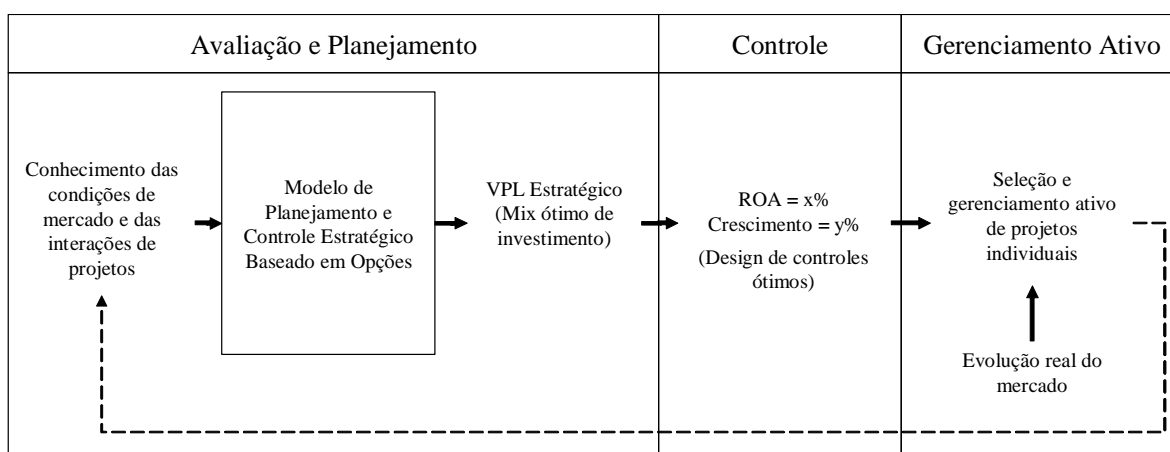 Avaliação e Planejamento
Controle
Gerenciamento Ativo
Conhecimento das
condições de
mercado e das
interações de
projetos
Modelo de
Planejamento e
Controle Estratégico
Baseado em Opções
VPL Estratégico
(Mix ótimo de
investimento)
ROA = x%
Crescimento = y%
(Design de controles
ótimos)
Seleção e
gerenciamento ativo
de projetos
individuais
Evolução real do
mercado